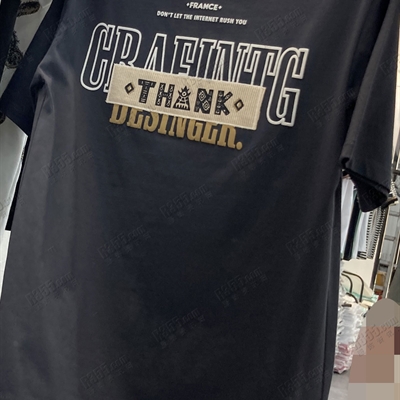 +FRANCE+
DON'T LET THE INTERNET RUSH YOU
CRAFINTG
THANK
DESINGER.